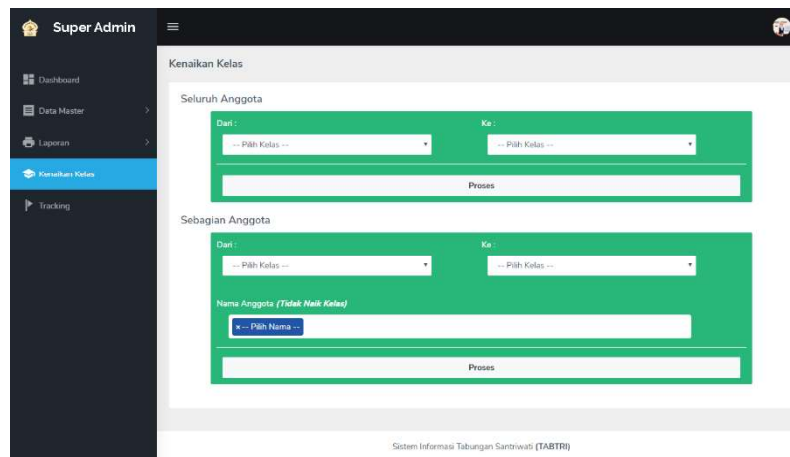 Super Admin
Dashboard
Data Master
Laporan
Kenaikan Kelas
Tracking
Kenaikan Kelas
Seluruh Anggota
Dari : Ke :
-- Pilih Kelas -- -- Pilih Kelas --
Proses
Sebagian Anggota
Dari : Ke :
-- Pilih Kelas -- -- Pilih Kelas --
Nama Anggota (Tidak Naik Kelas)
×-- Pilih Nama --
Proses
Sistem Informasi Tabungan Santriwati (TABTRI)